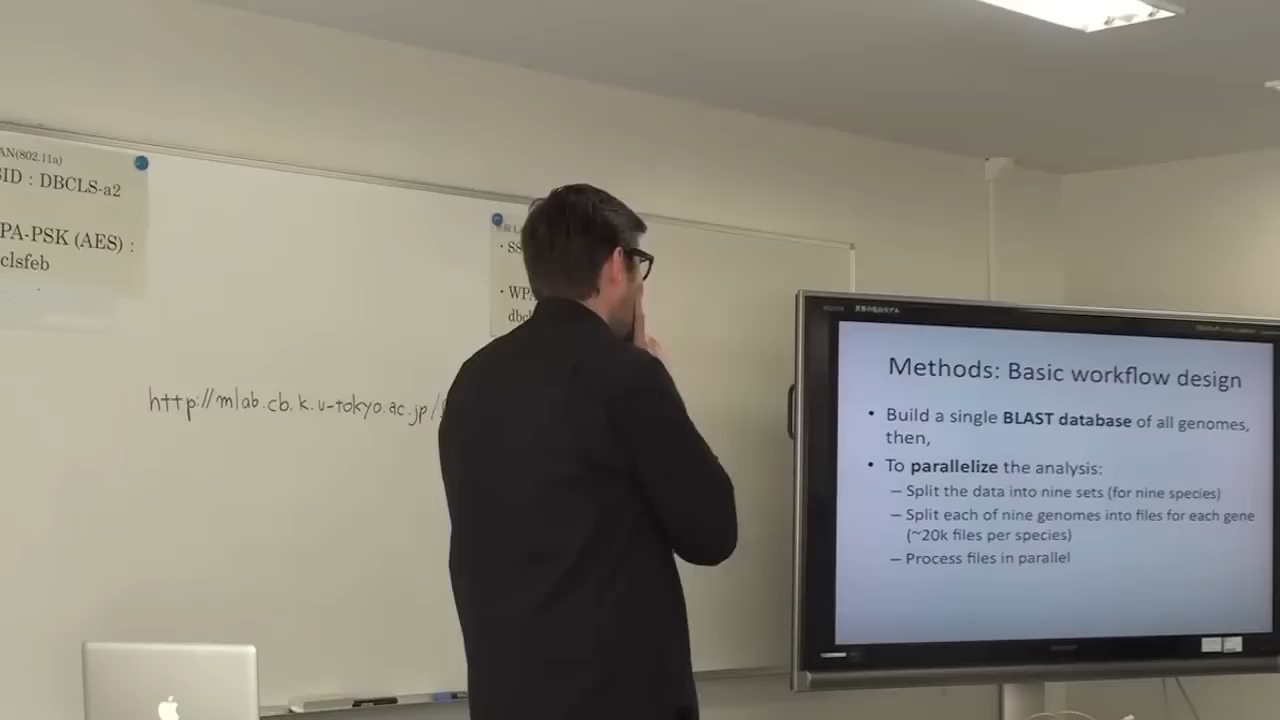 AN(802.11a)
SID : DBCLS-a2
PA-PSK (AES) :
clsfeb
・SS
・WPA
dbcl
http://mlab.cb.k.u-tokyo.ac.jp/
Methods: Basic workflow design
• Build a single BLAST database of all genomes,
then,
• To parallelize the analysis:
– Split the data into nine sets (for nine species)
– Split each of nine genomes into files for each gene
(~20k files per species)
– Process files in parallel